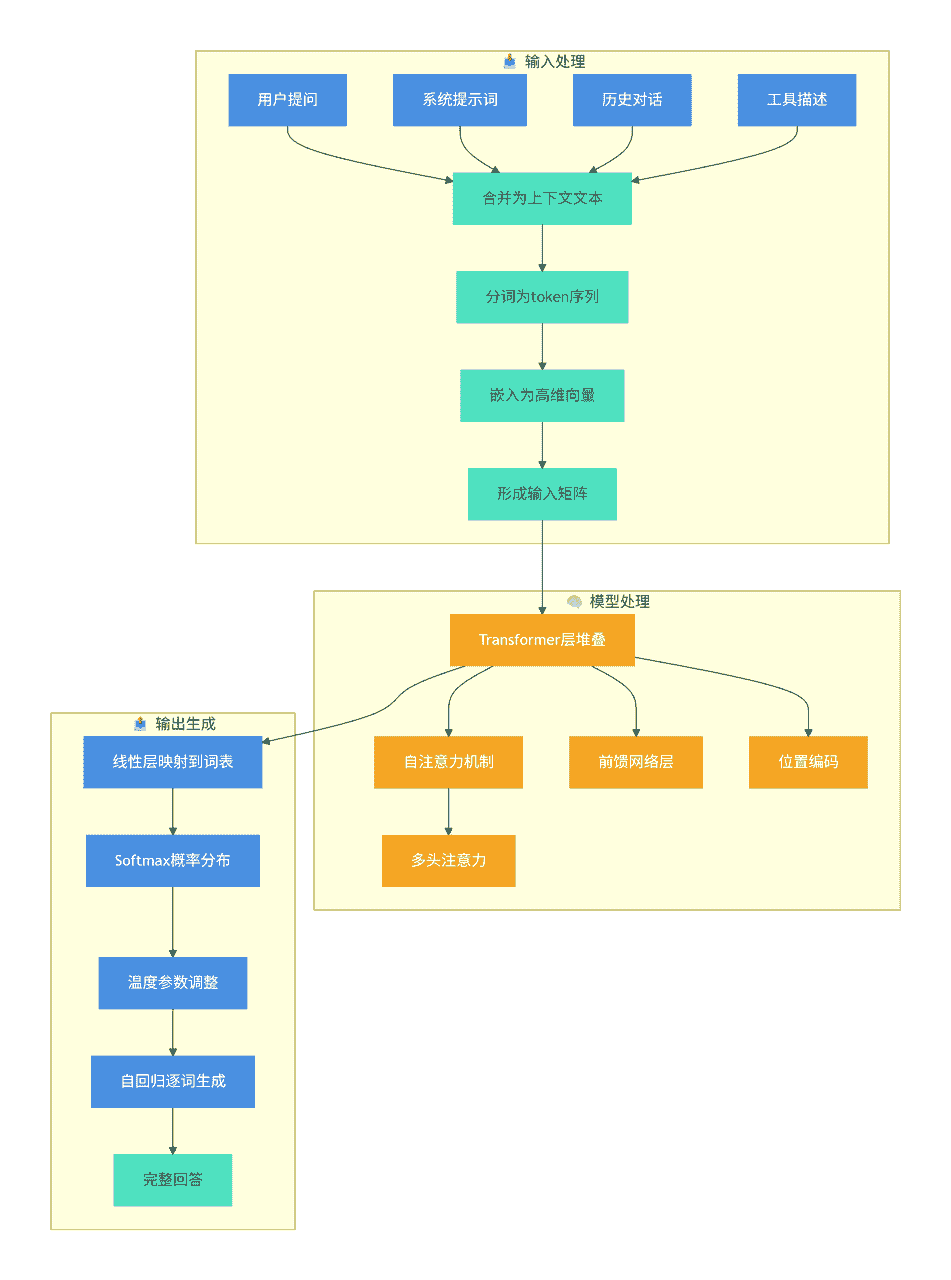 输入处理
用户提问
系统提示词
历史对话
工具描述
合并为上下文文本
分词为token序列
嵌入为高维向量
形成输入矩阵
模型处理
Transformer层堆叠
自注意力机制
前馈网络层
位置编码
多头注意力
输出生成
线性层映射到词表
Softmax概率分布
温度参数调整
自回归逐词生成
完整回答